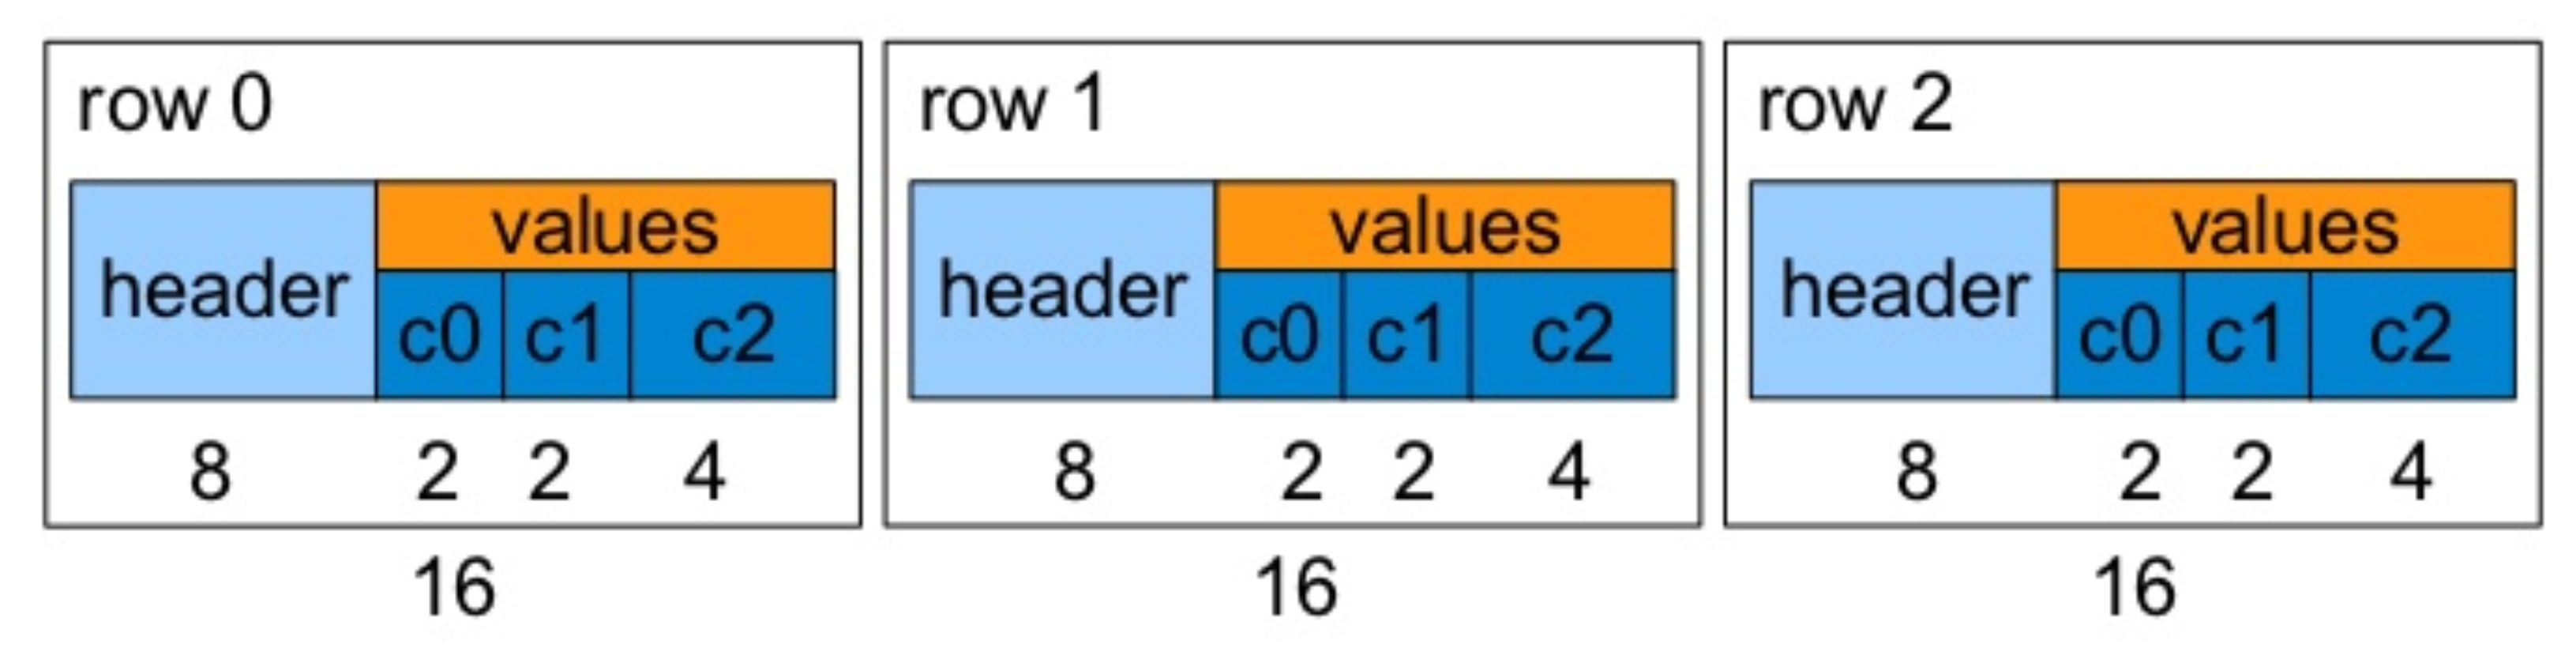 row 0 row 1 row 2
values values values
header header header
c0 c1 c2 c0 c1 c2 c0 c1 c2
8 2 2 4 8 2 2 4 8 2 2 4
16 16 16